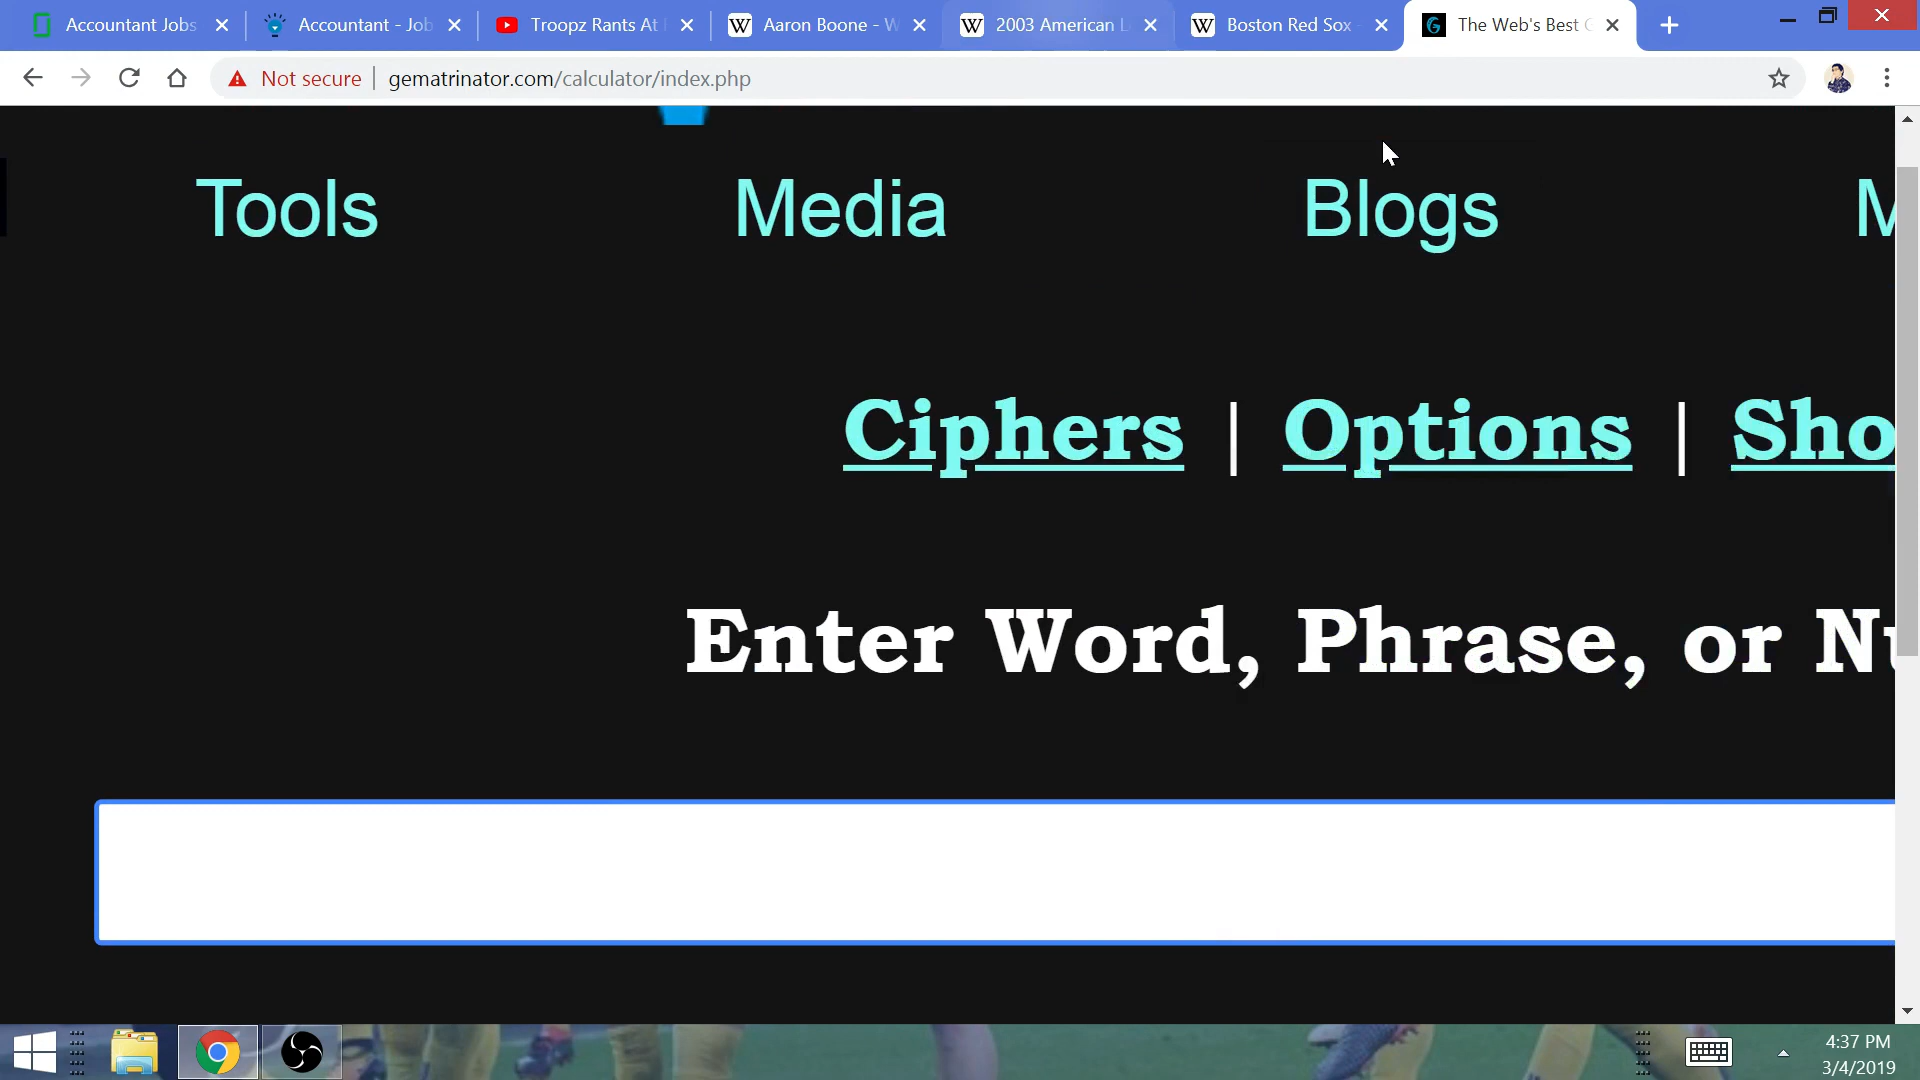 Accountant Jobs
Accountant - Job
Troopz Rants At
Aaron Boone - W
2003 American L
Boston Red Sox -
The Web's Best
Not secure
gematrinator.com/calculator/index.php
Tools
Media
Blogs
M
Ciphers | Options | Sho
Enter Word, Phrase, or Nu
4:37 PM
3/4/2019